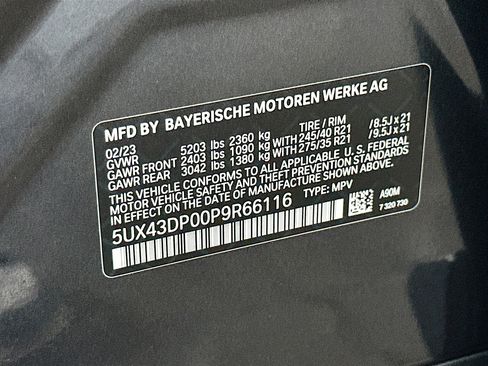 MFD BY BAYERISCHE MOTOREN WERKE AG
02/23 5203 lbs 2360 kg TIRE / RIM
GVWR
GAWR FRONT 2403 lbs 1090 kg WITH 245/40 R21 /8.5J x 21
GAWR REAR 3042 lbs 1380 kg WITH 275/35 R21 /9.5J x 21
THIS VEHICLE CONFORMS TO ALL APPLICABLE U.S. FEDERAL
MOTOR VEHICLE SAFETY AND THEFT PREVENTION STANDARDS
IN EFFECT ON THE DATE OF MANUFACTURE SHOWN ABOVE.
5UX43DP00P9R66116 TYPE: MPV
A90M
7 320 730